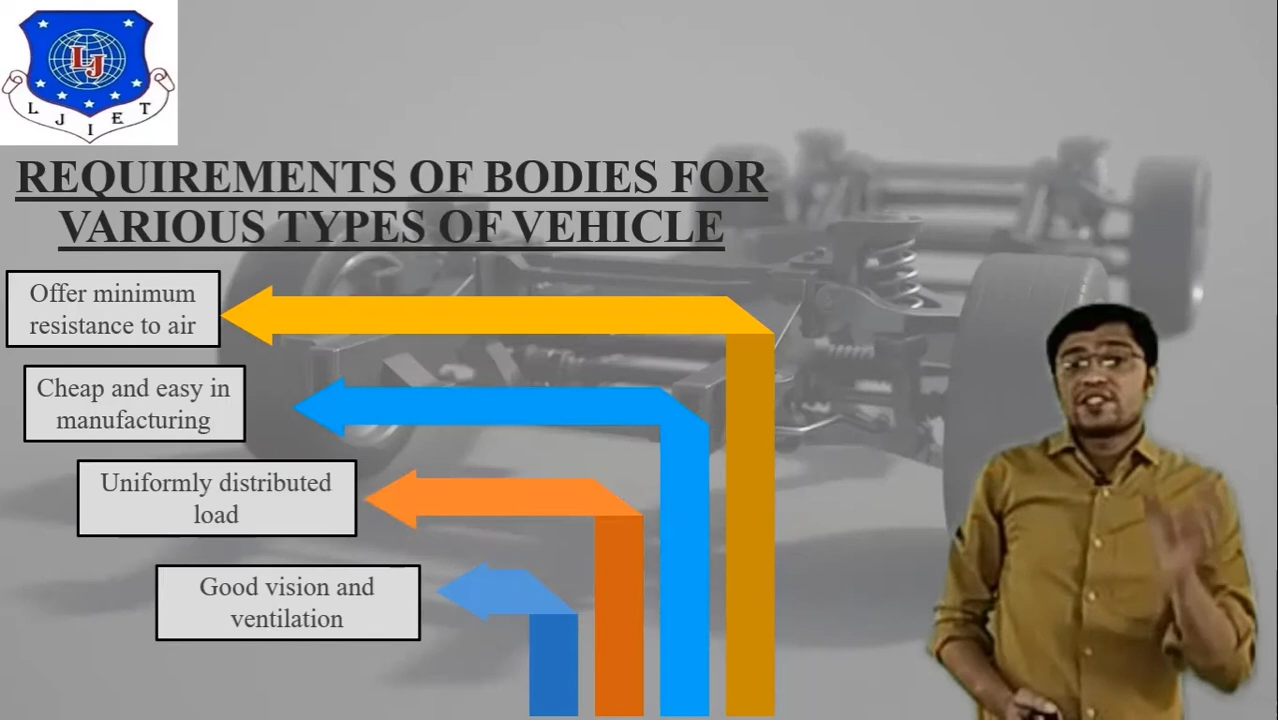 LJ
L J I E T
REQUIREMENTS OF BODIES FOR
VARIOUS TYPES OF VEHICLE
Offer minimum
resistance to air
Cheap and easy in
manufacturing
Uniformly distributed
load
Good vision and
ventilation